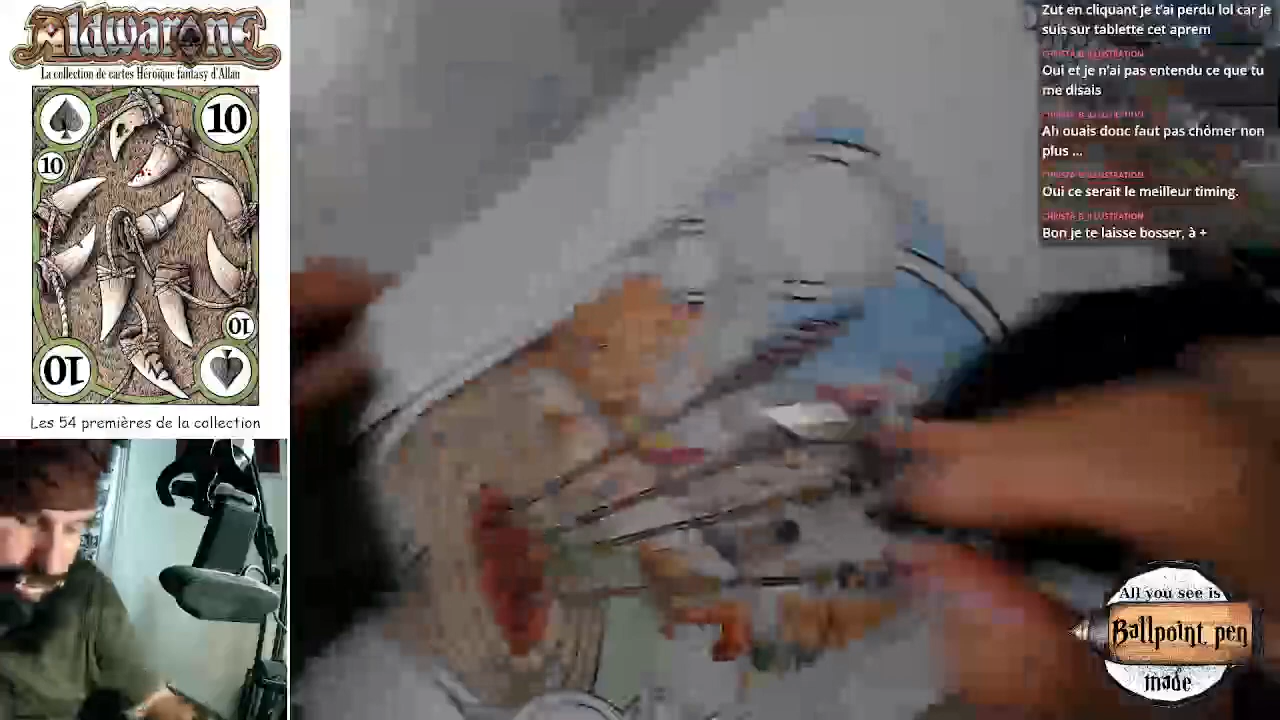 Aldwarone
La collection de cartes Héroïque fantasy d'Allan
10
10
10
10
Les 54 premières de la collection
Zut en cliquant je t'ai perdu lol car je
suis sur tablette cet aprem
CHRISTA B ILLUSTRATION
Oui et je n'ai pas entendu ce que tu
me disais
CHRISTA B ILLUSTRATION
Ah ouais donc faut pas chômer non
plus ...
CHRISTA B ILLUSTRATION
Oui ce serait le meilleur timing.
CHRISTA B ILLUSTRATION
Bon je te laisse bosser, à +
All you see is
Ballpoint pen
made